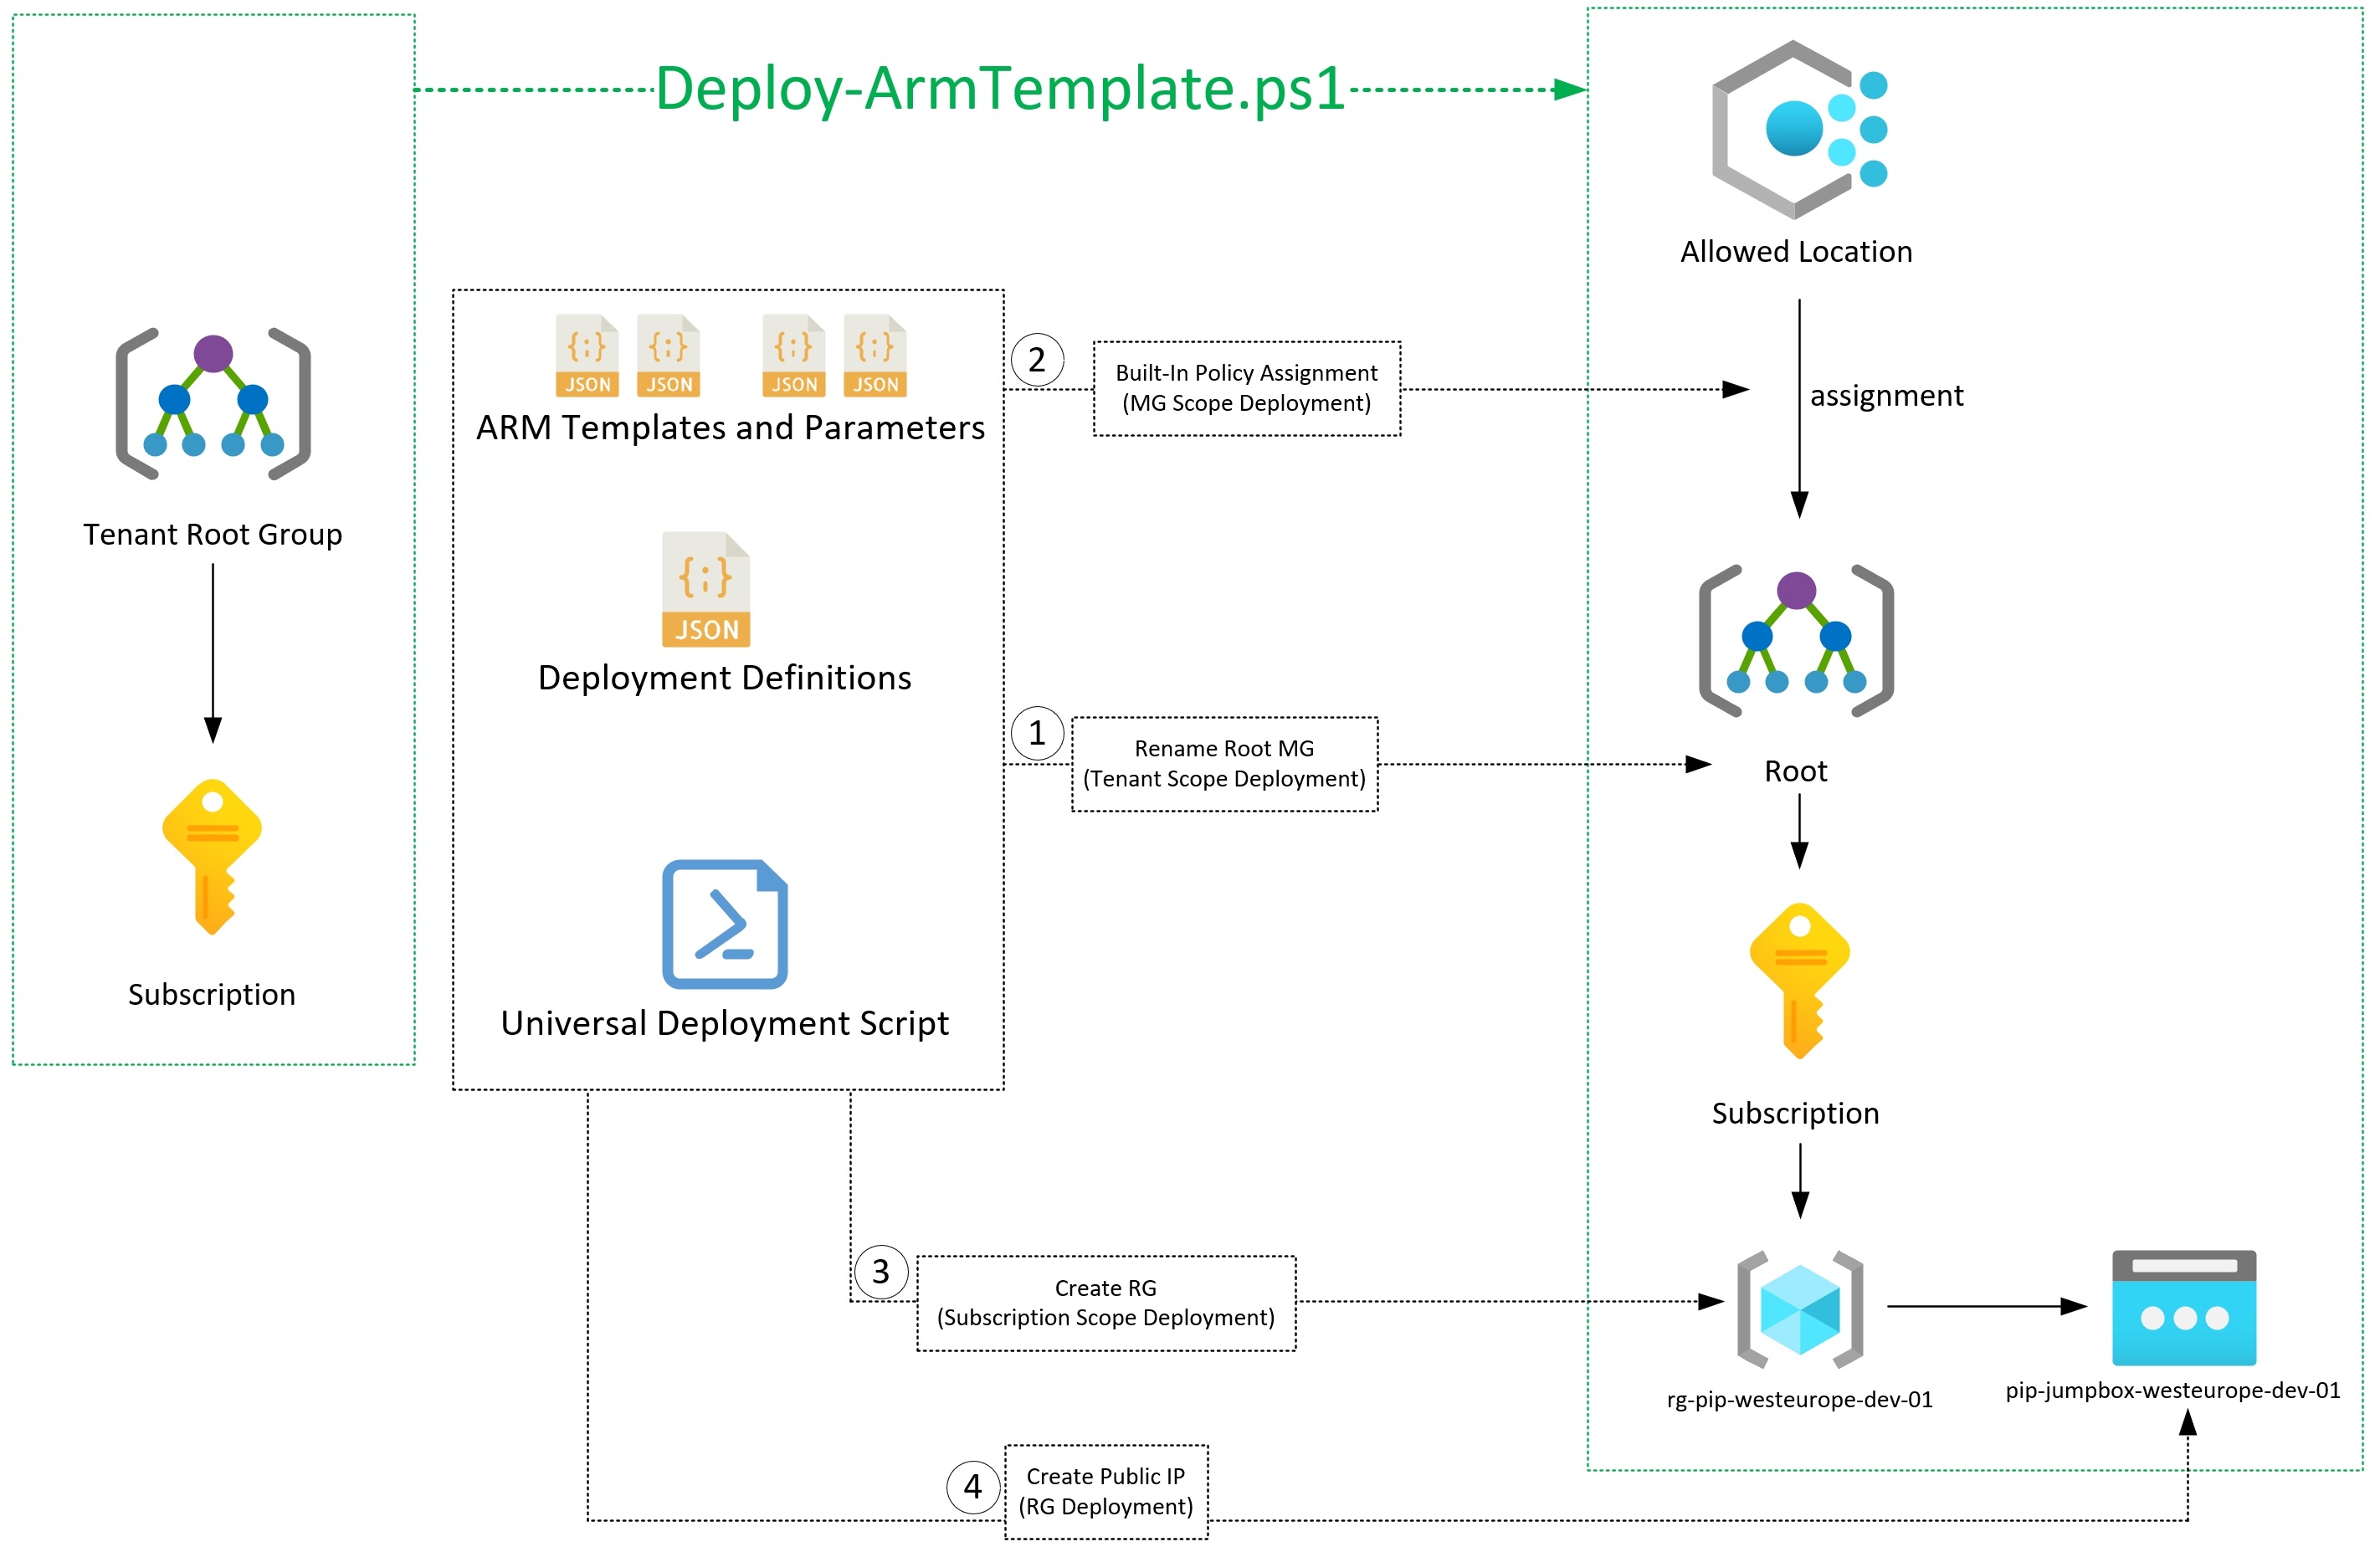 Deploy-ArmTemplate.ps1
Tenant Root Group
Subscription
JSON
JSON
JSON
JSON
ARM Templates and Parameters
JSON
Deployment Definitions
Universal Deployment Script
2
Built-In Policy Assignment
(MG Scope Deployment)
1
Rename Root MG
(Tenant Scope Deployment)
3
Create RG
(Subscription Scope Deployment)
4
Create Public IP
(RG Deployment)
Allowed Location
assignment
Root
Subscription
rg-pip-westeurope-dev-01
pip-jumpbox-westeurope-dev-01